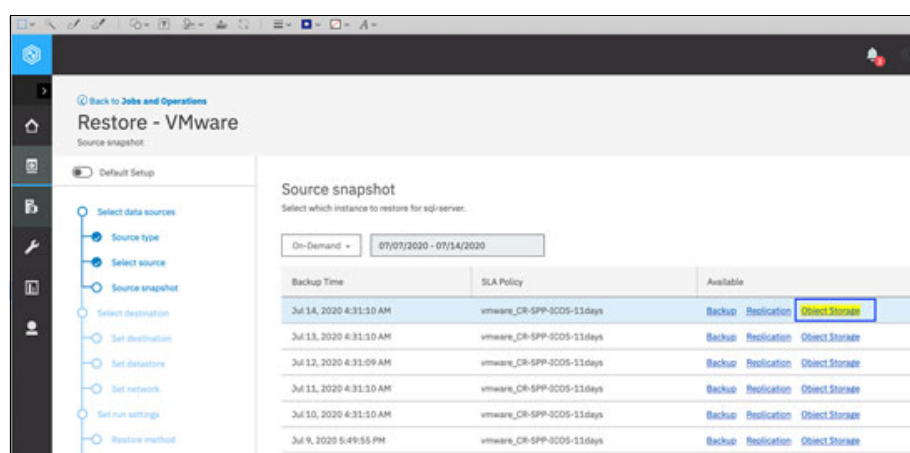 Back to Jobs and Operations
Restore - VMware
Source snapshot
Default Setup
Select data sources
Source type
Select source
Source snapshot
Select destination
Set destination
Set datastore
Set network
Set run settings
Restore method
Source snapshot
Select which instance to restore for sql-server.
On-Demand 07/07/2020 - 07/14/2020
Backup Time SLA Policy Available
Jul 14, 2020 4:31:10 AM vmware_CR-SPP-ICOS-11days Backup Replication Object Storage
Jul 13, 2020 4:31:10 AM vmware_CR-SPP-ICOS-11days Backup Replication Object Storage
Jul 12, 2020 4:31:09 AM vmware_CR-SPP-ICOS-11days Backup Replication Object Storage
Jul 11, 2020 4:31:10 AM vmware_CR-SPP-ICOS-11days Backup Replication Object Storage
Jul 10, 2020 4:31:10 AM vmware_CR-SPP-ICOS-11days Backup Replication Object Storage
Jul 9, 2020 5:49:55 PM vmware_CR-SPP-ICOS-11days Backup Replication Object Storage